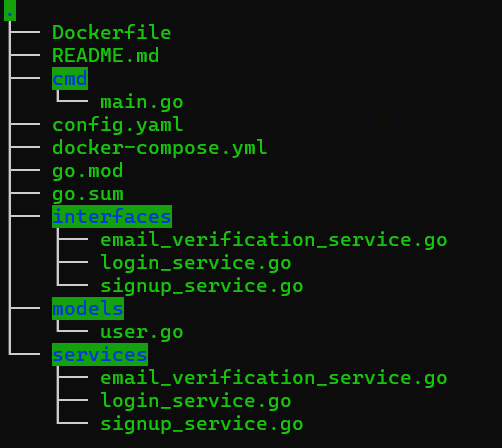 .
├── Dockerfile
├── README.md
├── cmd
│   └── main.go
├── config.yaml
├── docker-compose.yml
├── go.mod
├── go.sum
├── interfaces
│   ├── email_verification_service.go
│   ├── login_service.go
│   └── signup_service.go
├── models
│   └── user.go
└── services
    ├── email_verification_service.go
    ├── login_service.go
    └── signup_service.go